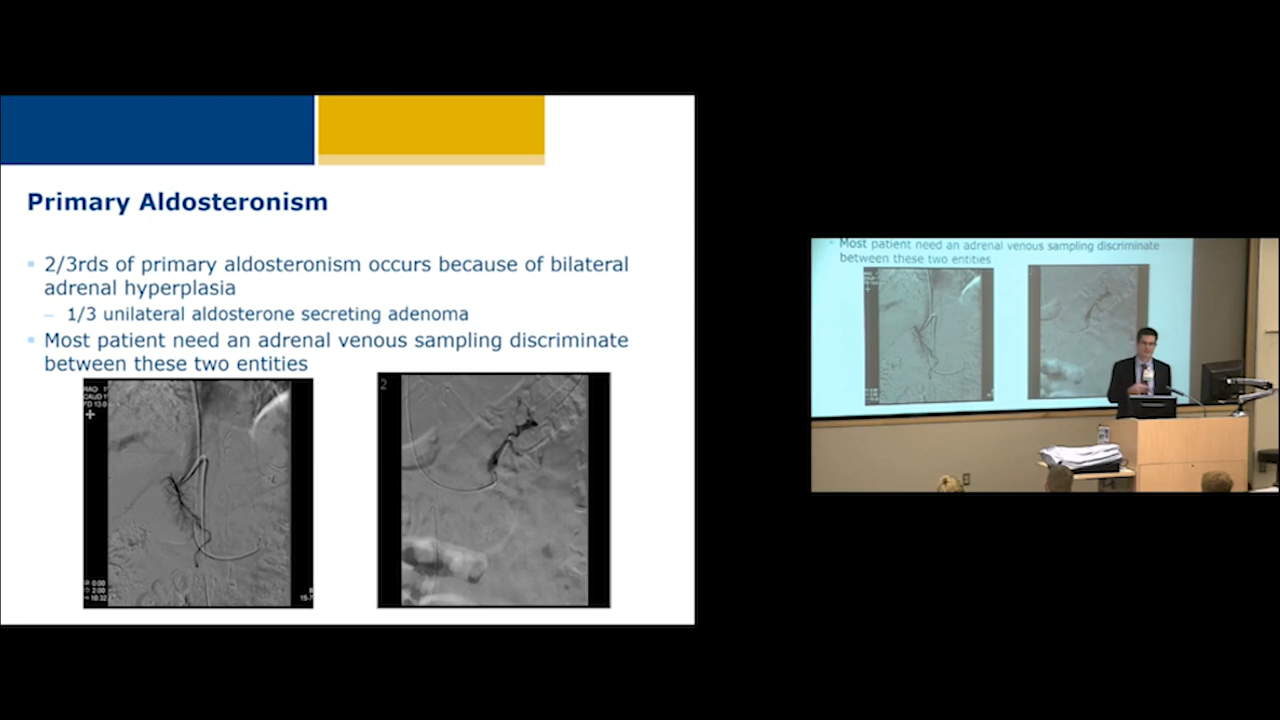 Primary Aldosteronism
2/3rds of primary aldosteronism occurs because of bilateral
adrenal hyperplasia
1/3 unilateral aldosterone secreting adenoma
Most patient need an adrenal venous sampling discriminate
between these two entities
2
Most patient need an adrenal venous sampling discriminate
between these two entities